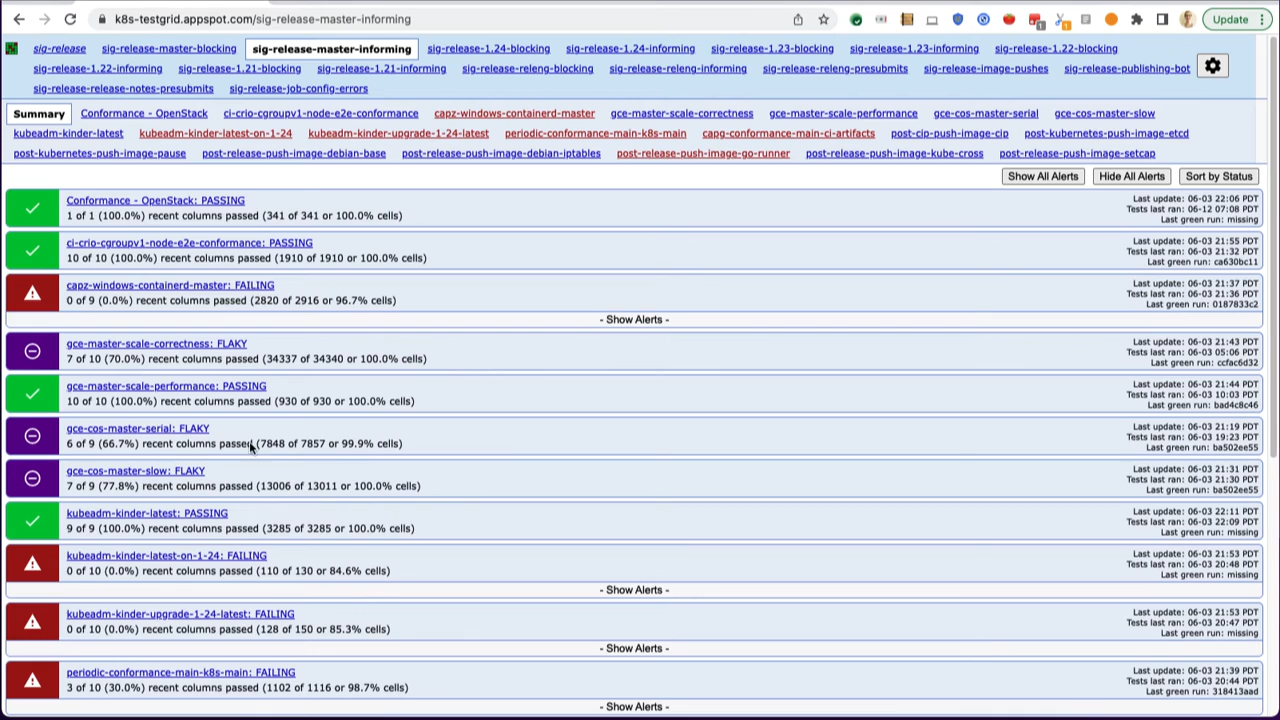 k8s-testgrid.appspot.com/sig-release-master-informing
Update
1
1
sig-release sig-release-master-blocking sig-release-master-informing sig-release-1.24-blocking sig-release-1.24-informing sig-release-1.23-blocking sig-release-1.23-informing sig-release-1.22-blocking
sig-release-1.22-informing sig-release-1.21-blocking sig-release-1.21-informing sig-release-releng-blocking sig-release-releng-informing sig-release-releng-presubmits sig-release-image-pushes sig-release-publishing-bot
sig-release-release-notes-presubmits sig-release-job-config-errors
Summary Conformance - OpenStack ci-crio-cgroupv1-node-e2e-conformance capz-windows-containerd-master gce-master-scale-correctness gce-master-scale-performance gce-cos-master-serial gce-cos-master-slow
kubeadm-kinder-latest kubeadm-kinder-latest-on-1-24 kubeadm-kinder-upgrade-1-24-latest periodic-conformance-main-k8s-main capg-conformance-main-ci-artifacts post-cip-push-image-cip post-kubernetes-push-image-etcd
post-kubernetes-push-image-pause post-release-push-image-debian-base post-release-push-image-debian-iptables post-release-push-image-go-runner post-release-push-image-kube-cross post-release-push-image-setcap
Show All Alerts Hide All Alerts Sort by Status
Conformance - OpenStack: PASSING
1 of 1 (100.0%) recent columns passed (341 of 341 or 100.0% cells)
Last update: 06-03 22:06 PDT
Tests last ran: 06-12 07:08 PDT
Last green run: missing
ci-crio-cgroupv1-node-e2e-conformance: PASSING
10 of 10 (100.0%) recent columns passed (1910 of 1910 or 100.0% cells)
Last update: 06-03 21:55 PDT
Tests last ran: 06-03 21:32 PDT
Last green run: ca630bc11
capz-windows-containerd-master: FAILING
0 of 9 (0.0%) recent columns passed (2820 of 2916 or 96.7% cells)
Last update: 06-03 21:37 PDT
Tests last ran: 06-03 21:36 PDT
Last green run: 0187833c2
- Show Alerts -
gce-master-scale-correctness: FLAKY
7 of 10 (70.0%) recent columns passed (34337 of 34340 or 100.0% cells)
Last update: 06-03 21:43 PDT
Tests last ran: 06-03 05:06 PDT
Last green run: ccfac6d32
gce-master-scale-performance: PASSING
10 of 10 (100.0%) recent columns passed (930 of 930 or 100.0% cells)
Last update: 06-03 21:44 PDT
Tests last ran: 06-03 10:03 PDT
Last green run: bad4c8c46
gce-cos-master-serial: FLAKY
6 of 9 (66.7%) recent columns passed (7848 of 7857 or 99.9% cells)
Last update: 06-03 21:19 PDT
Tests last ran: 06-03 19:23 PDT
Last green run: ba502ee55
gce-cos-master-slow: FLAKY
7 of 9 (77.8%) recent columns passed (13006 of 13011 or 100.0% cells)
Last update: 06-03 21:31 PDT
Tests last ran: 06-03 21:30 PDT
Last green run: ba502ee55
kubeadm-kinder-latest: PASSING
9 of 9 (100.0%) recent columns passed (3285 of 3285 or 100.0% cells)
Last update: 06-03 22:11 PDT
Tests last ran: 06-03 22:09 PDT
Last green run: missing
kubeadm-kinder-latest-on-1-24: FAILING
0 of 10 (0.0%) recent columns passed (110 of 130 or 84.6% cells)
Last update: 06-03 21:53 PDT
Tests last ran: 06-03 20:48 PDT
Last green run: missing
- Show Alerts -
kubeadm-kinder-upgrade-1-24-latest: FAILING
0 of 10 (0.0%) recent columns passed (128 of 150 or 85.3% cells)
Last update: 06-03 21:53 PDT
Tests last ran: 06-03 20:47 PDT
Last green run: missing
- Show Alerts -
periodic-conformance-main-k8s-main: FAILING
3 of 10 (30.0%) recent columns passed (1102 of 1116 or 98.7% cells)
Last update: 06-03 21:39 PDT
Tests last ran: 06-03 20:44 PDT
Last green run: 318413aad
- Show Alerts -